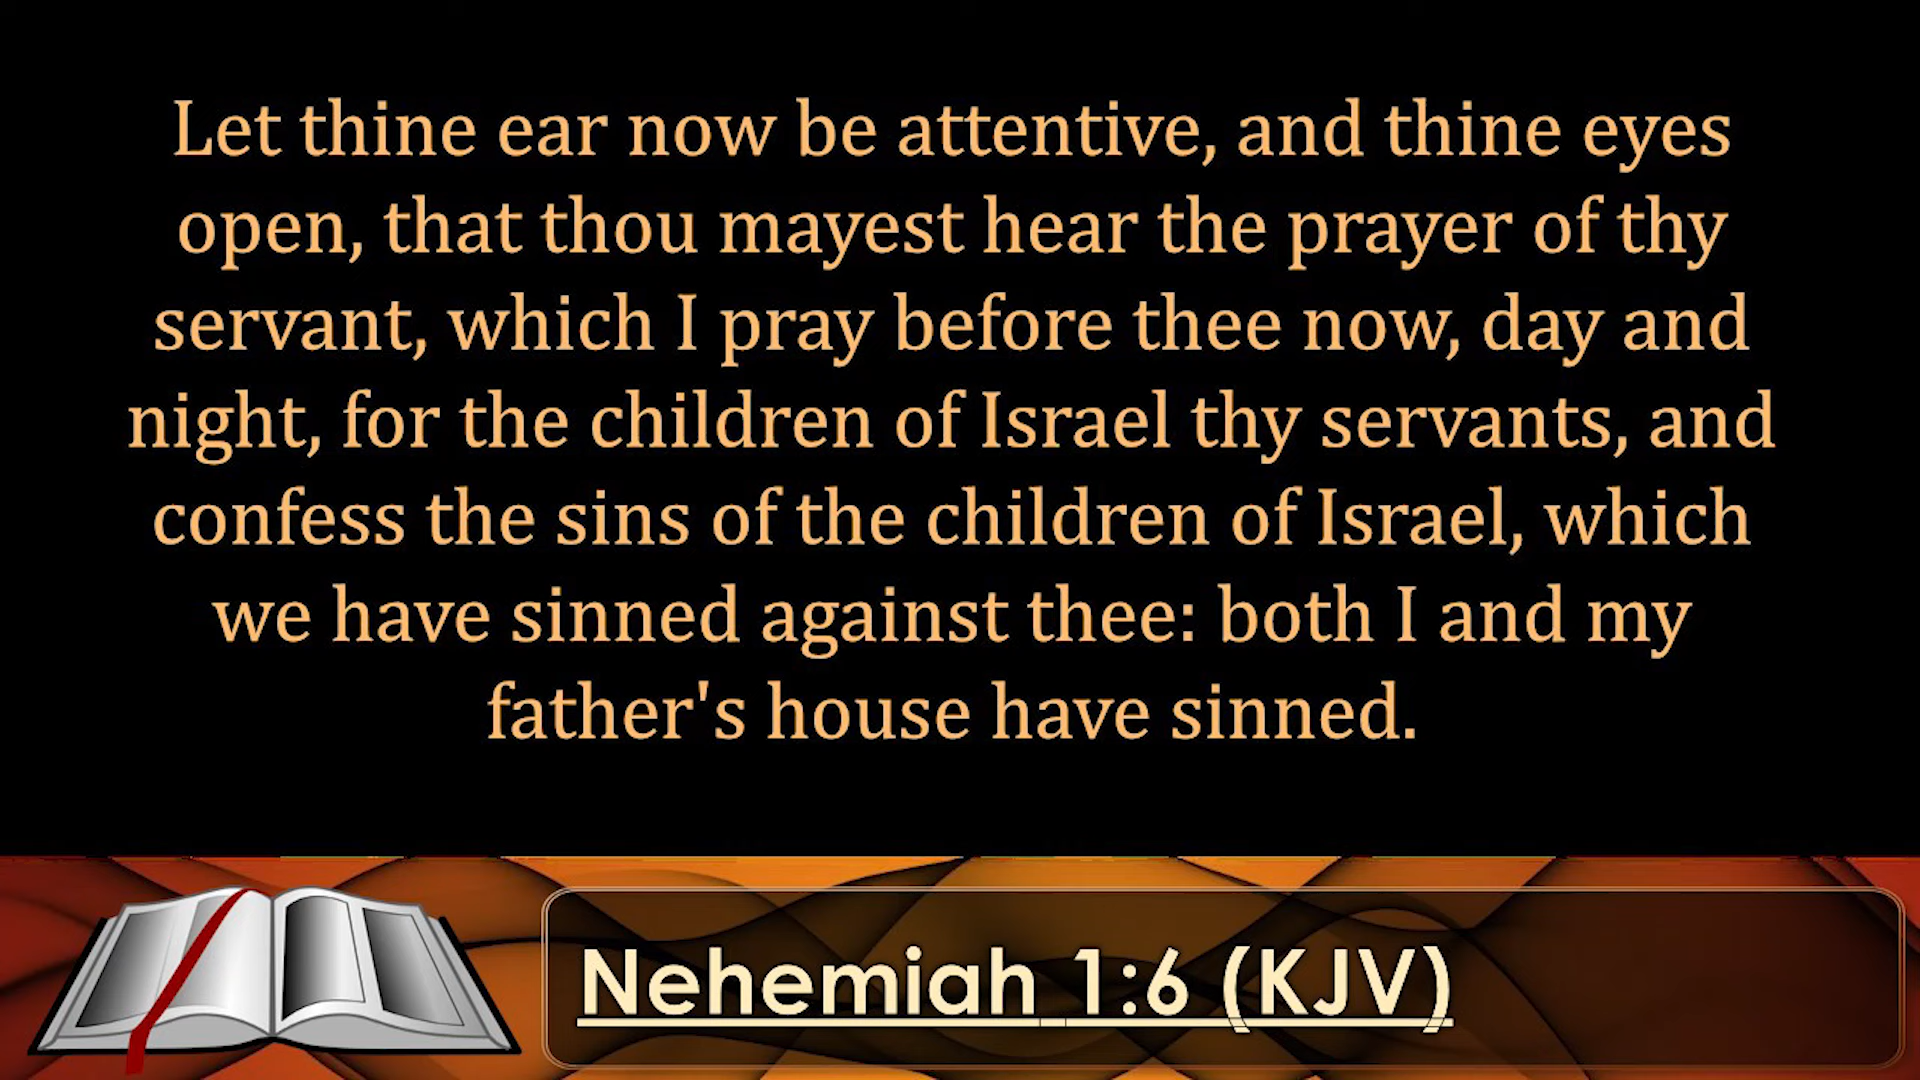 Let thine ear now be attentive, and thine eyes
open, that thou mayest hear the prayer of thy
servant, which I pray before thee now, day and
night, for the children of Israel thy servants, and
confess the sins of the children of Israel, which
we have sinned against thee: both I and my
father's house have sinned.
Nehemiah 1:6 (KJV)